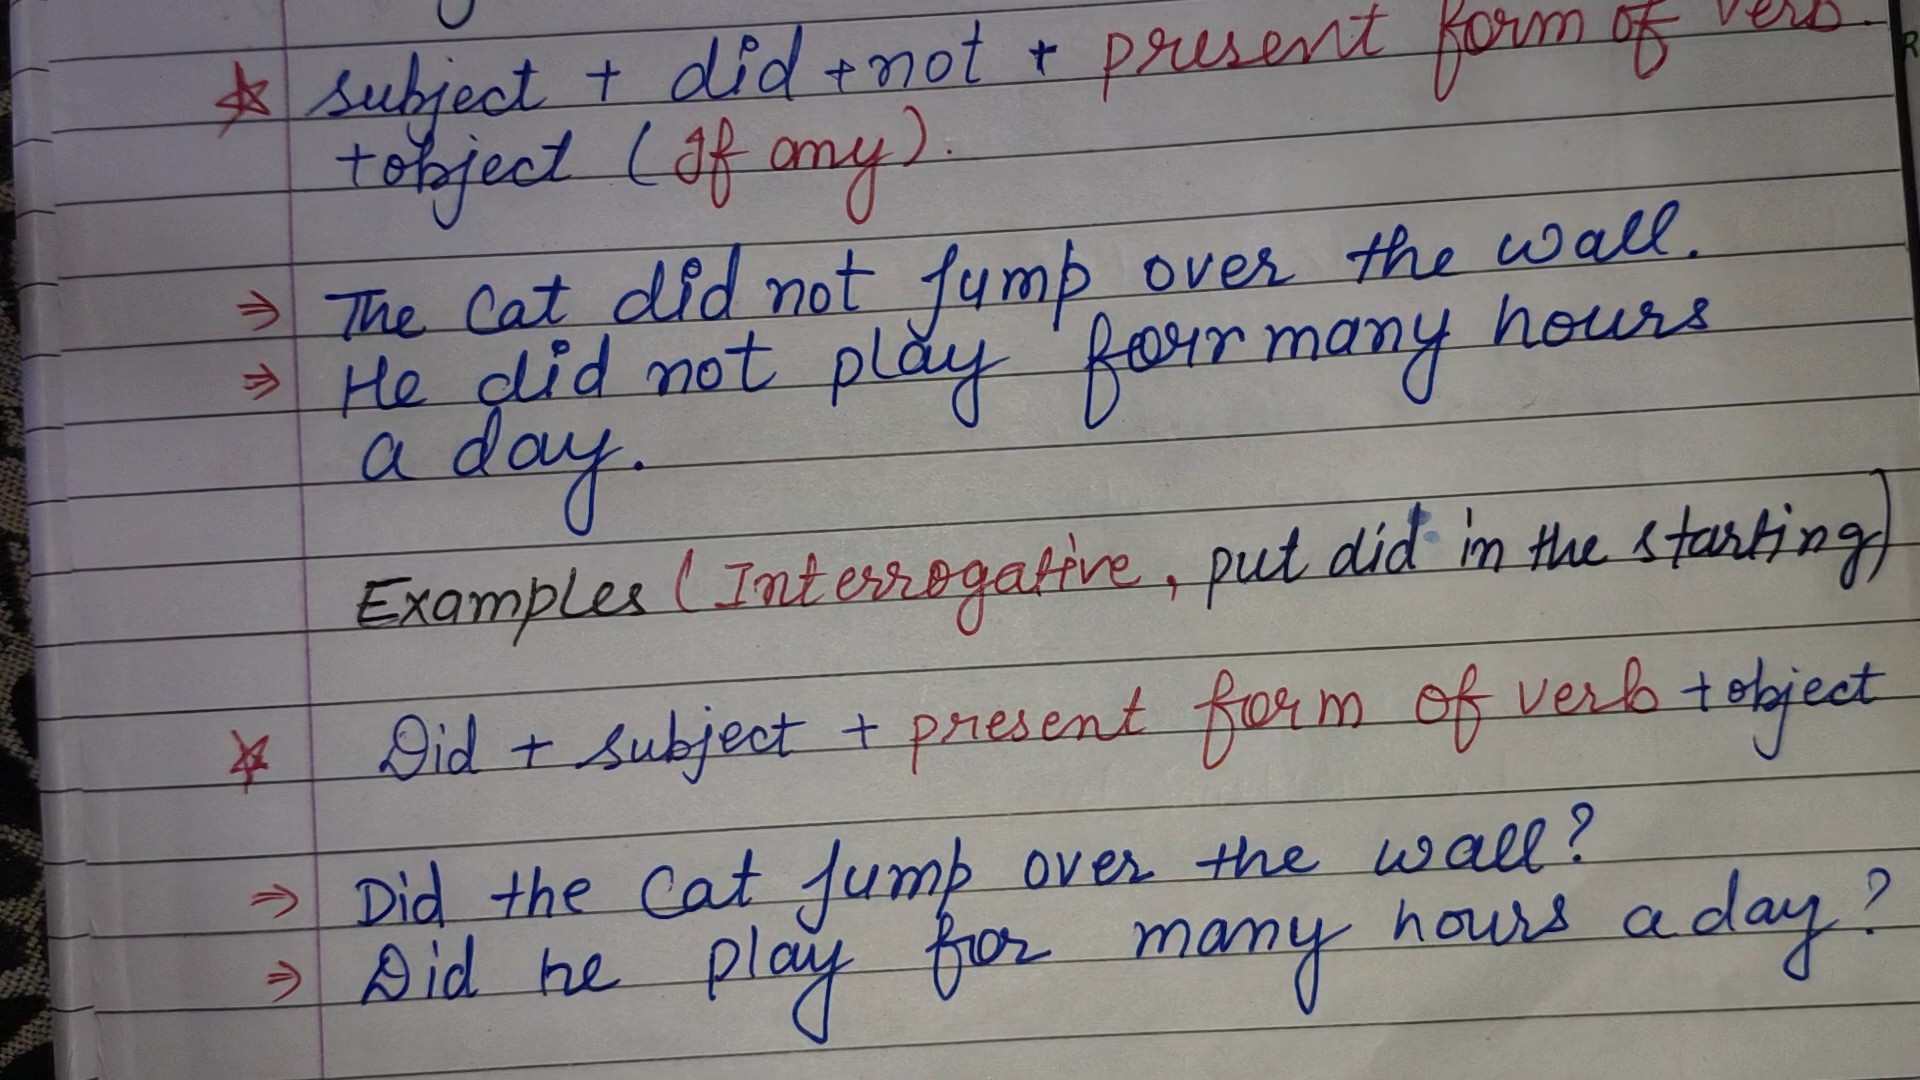 ☆ subject + did + not + present form of verb.
+ object (If any).
⇒ The Cat did not Jump over the wall.
⇒ He did not play for many hours
a day.
Examples (Interrogative, put did in the starting)
☆ Did + subject + present form of verb + object
⇒ Did the Cat Jump over the wall?
⇒ Did he play for many hours a day?